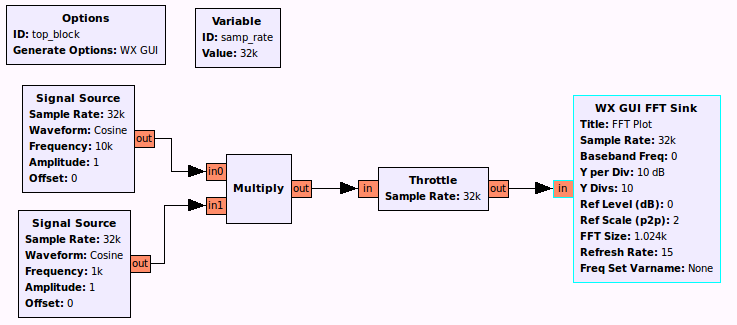 Options
ID: top_block
Generate Options: WX GUI
Variable
ID: samp_rate
Value: 32k
Signal Source
Sample Rate: 32k
Waveform: Cosine
Frequency: 10k
Amplitude: 1
Offset: 0
out
Signal Source
Sample Rate: 32k
Waveform: Cosine
Frequency: 1k
Amplitude: 1
Offset: 0
out
in0
in1
Multiply
out
in
Throttle
Sample Rate: 32k
out
in
WX GUI FFT Sink
Title: FFT Plot
Sample Rate: 32k
Baseband Freq: 0
Y per Div: 10 dB
Y Divs: 10
Ref Level (dB): 0
Ref Scale (p2p): 2
FFT Size: 1.024k
Refresh Rate: 15
Freq Set Varname: None